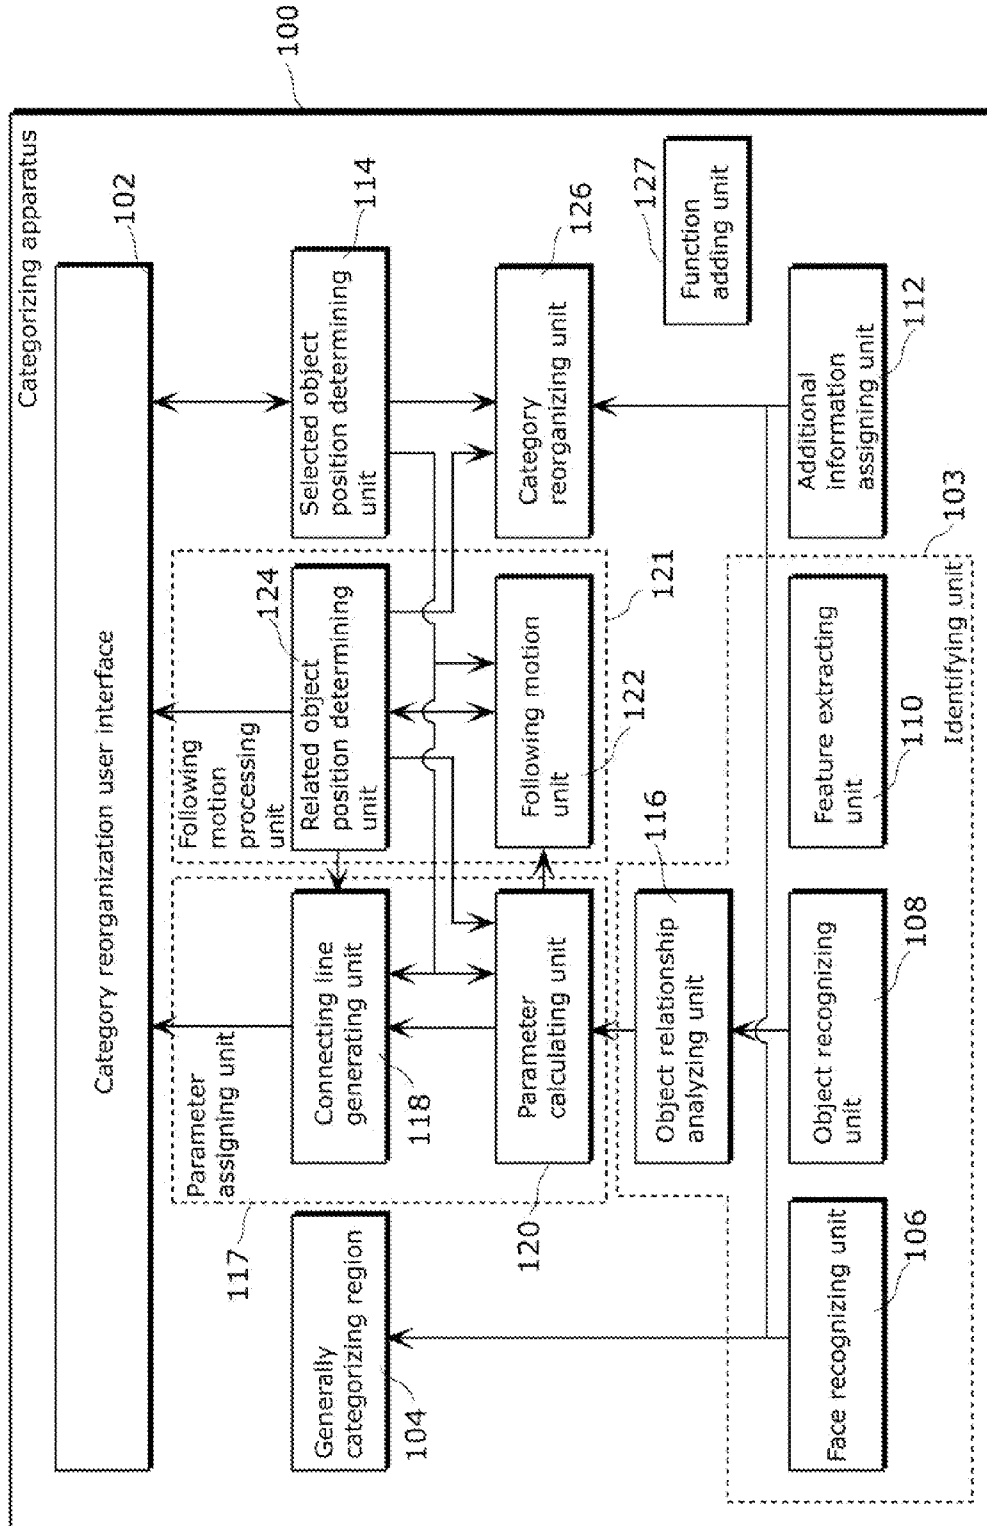 Categorizing apparatus
100
Category reorganization user interface
102
Generally
categorizing region
104
117
Parameter
assigning unit
Connecting line
generating unit
118
Following
motion
processing
unit
124
Related object
position determining
unit
Selected object
position determining
unit
114
Parameter
calculating unit
120
Following motion
unit
122
121
Category
reorganizing unit
126
Object relationship
analyzing unit
116
Function
adding unit
127
Face recognizing unit
106
Object recognizing
unit
108
Feature extracting
unit
110
Additional
information
assigning unit
112
Identifying unit
103